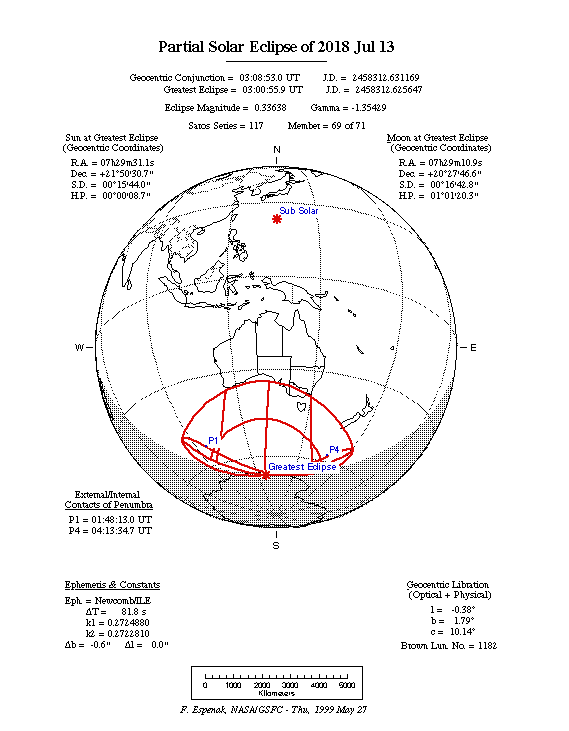 Partial Solar Eclipse of 2018 Jul 13
Geocentric Conjunction = 03:08:53.0 UT J.D. = 2458312.631169
Greatest Eclipse = 03:00:55.9 UT J.D. = 2458312.625647
Eclipse Magnitude = 0.33638 Gamma = -1.35429
Saros Series = 117 Member = 69 of 71
Sun at Greatest Eclipse
(Geocentric Coordinates)
R.A. = 07h29m31.1s
Dec. = +21°50'30.7"
S.D. = 00°15'44.0"
H.P. = 00°00'08.7"
Moon at Greatest Eclipse
(Geocentric Coordinates)
R.A. = 07h29m10.9s
Dec. = +20°27'46.6"
S.D. = 00°16'42.8"
H.P. = 01°01'20.3"
N
Sub Solar
W
E
P1
P4
Greatest Eclipse
S
External/Internal
Contacts of Penumbra
P1 = 01:48:13.0 UT
P4 = 04:13:34.7 UT
Ephemeris & Constants
Eph. = Newcomb/ILE
ΔT = 81.8 s
k1 = 0.2724880
k2 = 0.2722810
Δb = -0.6" Δl = 0.0"
Geocentric Libration
(Optical + Physical)
l = -0.38°
b = 1.79°
c = 10.14°
Brown Lun. No. = 1182
0 1000 2000 3000 4000 5000
Kilometers
F. Espenak, NASA/GSFC - Thu, 1999 May 27